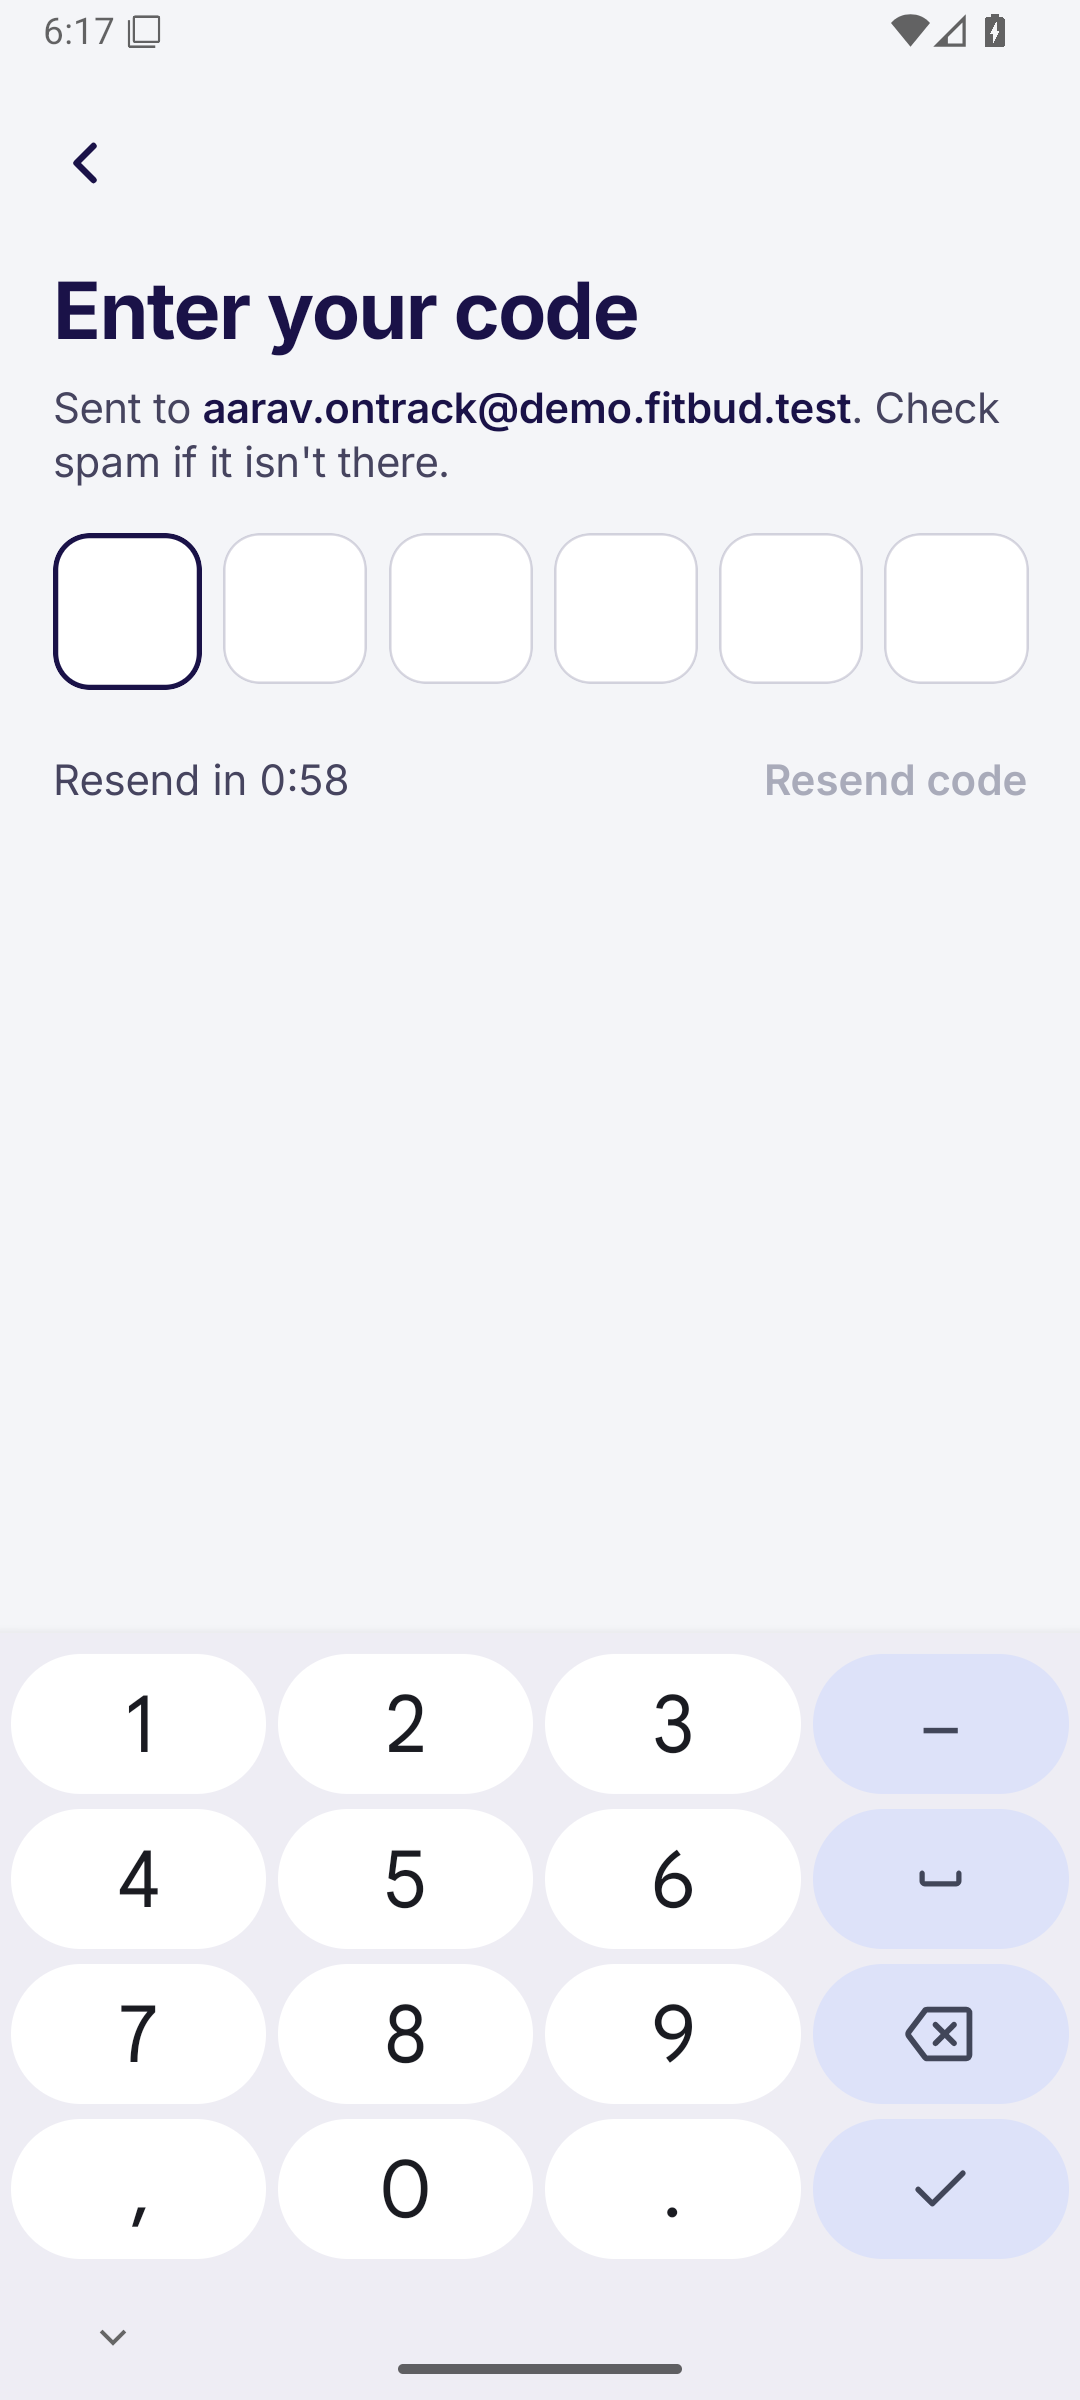 6:17
Enter your code
Sent to aarav.ontrack@demo.fitbud.test. Check
spam if it isn't there.
Resend in 0:58 Resend code
1 2 3 –
4 5 6
7 8 9
, 0 .